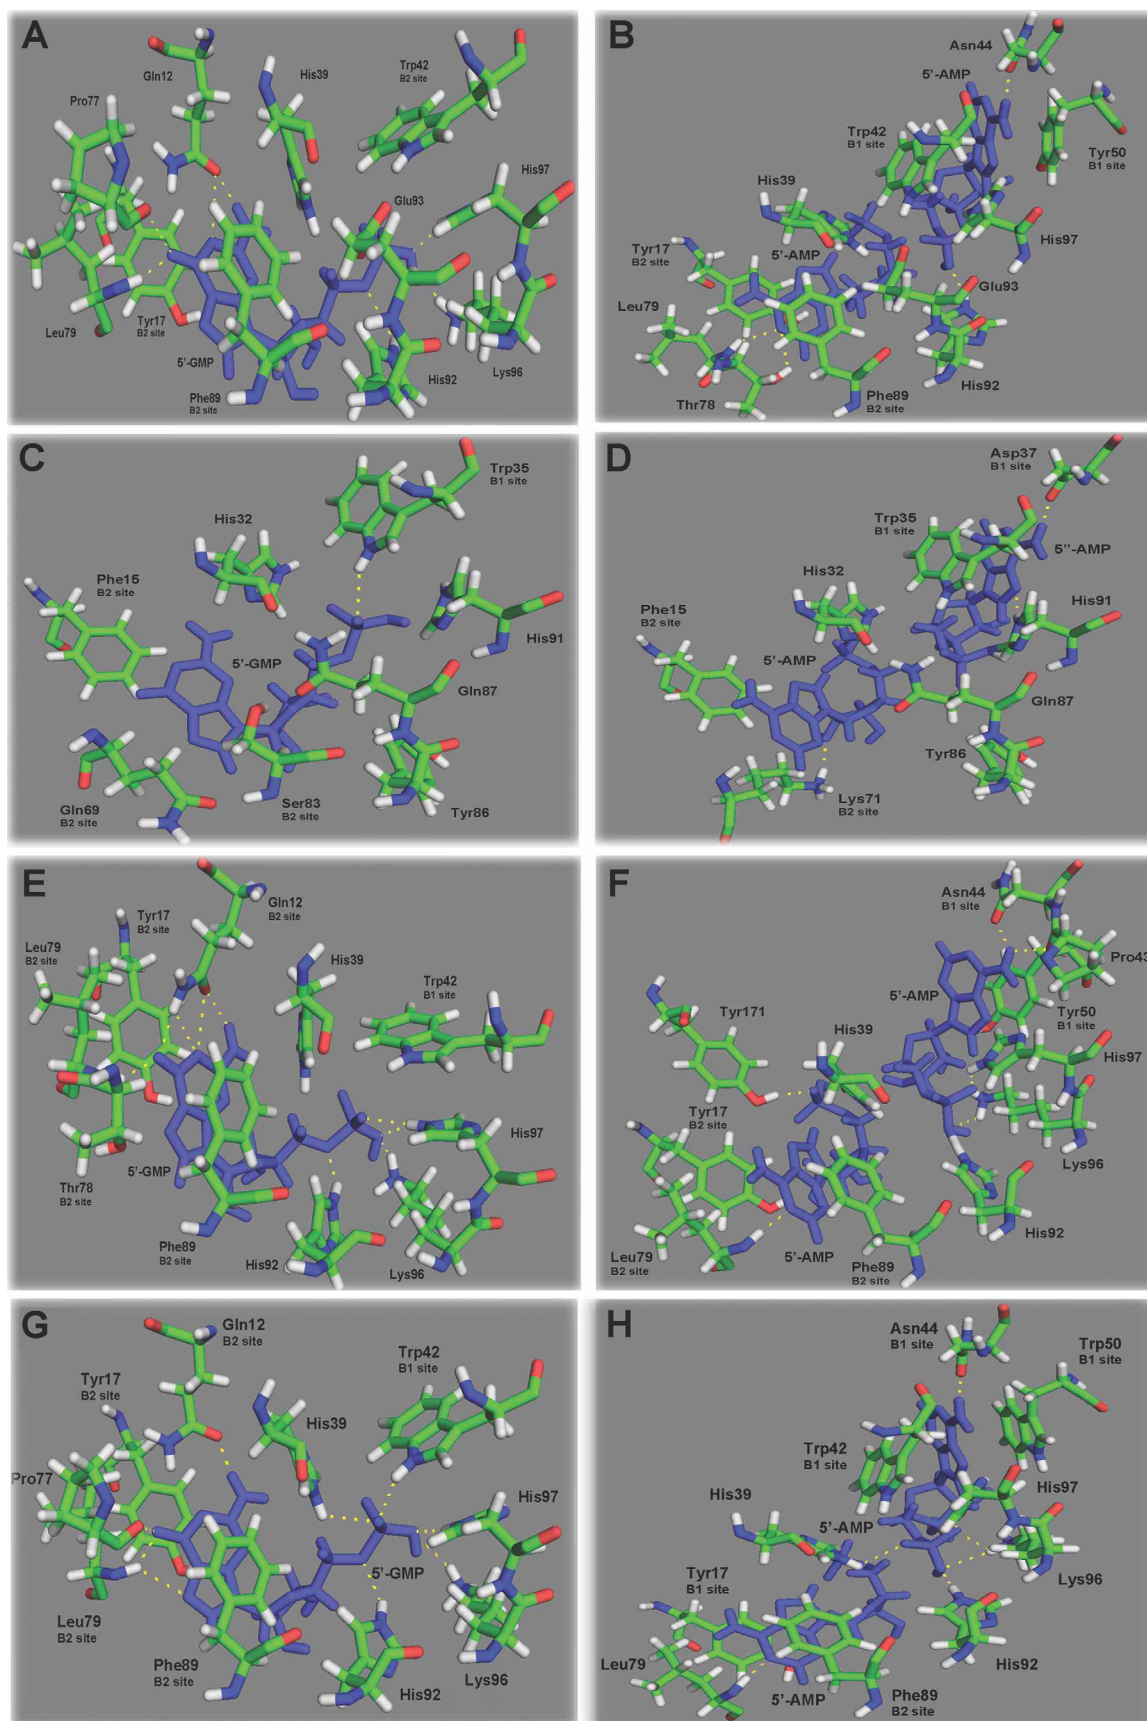 A
Gln12
His39
Trp42
B2 site
Pro77
His97
Glu93
Leu79
Tyr17
B2 site
5'-GMP
Phe89
B2 site
His92
Lys96
B
Asn44
5'-AMP
Trp42
B1 site
Tyr50
B1 site
His39
His97
Tyr17
B2 site
5'-AMP
Glu93
Leu79
His92
Thr78
Phe89
B2 site
C
Trp35
B1 site
His32
Phe15
B2 site
His91
5'-GMP
Gln87
Gln69
B2 site
Ser83
B2 site
Tyr86
D
Asp37
B1 site
Trp35
B1 site
5''-AMP
His32
His91
Phe15
B2 site
5'-AMP
Gln87
Tyr86
Lys71
B2 site
E
Gln12
B2 site
Tyr17
B2 site
Leu79
B2 site
His39
Trp42
B1 site
His97
5'-GMP
Thr78
B2 site
Phe89
B2 site
His92
Lys96
F
Asn44
B1 site
Pro43
5'-AMP
Tyr171
His39
Tyr50
B1 site
His97
Tyr17
B2 site
Lys96
His92
Leu79
B2 site
5'-AMP
Phe89
B2 site
G
Gln12
B2 site
Trp42
B1 site
Tyr17
B2 site
His39
Pro77
His97
5'-GMP
Leu79
B2 site
Phe89
B2 site
His92
Lys96
H
Asn44
B1 site
Trp50
B1 site
Trp42
B1 site
His97
His39
5'-AMP
Lys96
Tyr17
B1 site
Leu79
His92
5'-AMP
Phe89
B2 site